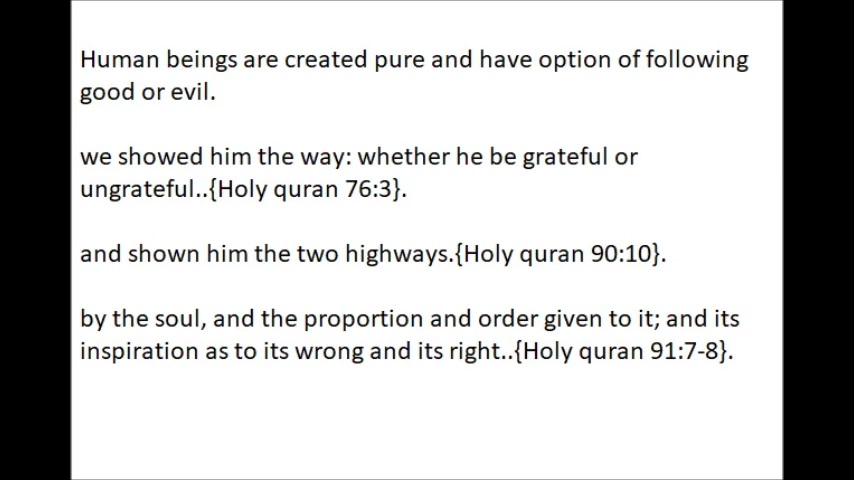 Human beings are created pure and have option of following
good or evil.
we showed him the way: whether he be grateful or
ungrateful..{Holy quran 76:3}.
and shown him the two highways.{Holy quran 90:10}.
by the soul, and the proportion and order given to it; and its
inspiration as to its wrong and its right..{Holy quran 91:7-8}.